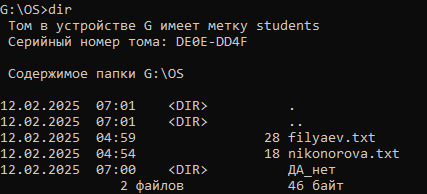 G:\OS>dir
Том в устройстве G имеет метку students
Серийный номер тома: DE0E-DD4F
Содержимое папки G:\OS
12.02.2025 07:01 <DIR> .
12.02.2025 07:01 <DIR> ..
12.02.2025 04:59 28 filyaev.txt
12.02.2025 04:54 18 nikonorova.txt
12.02.2025 07:00 <DIR> ДА_нет
2 файлов 46 байт